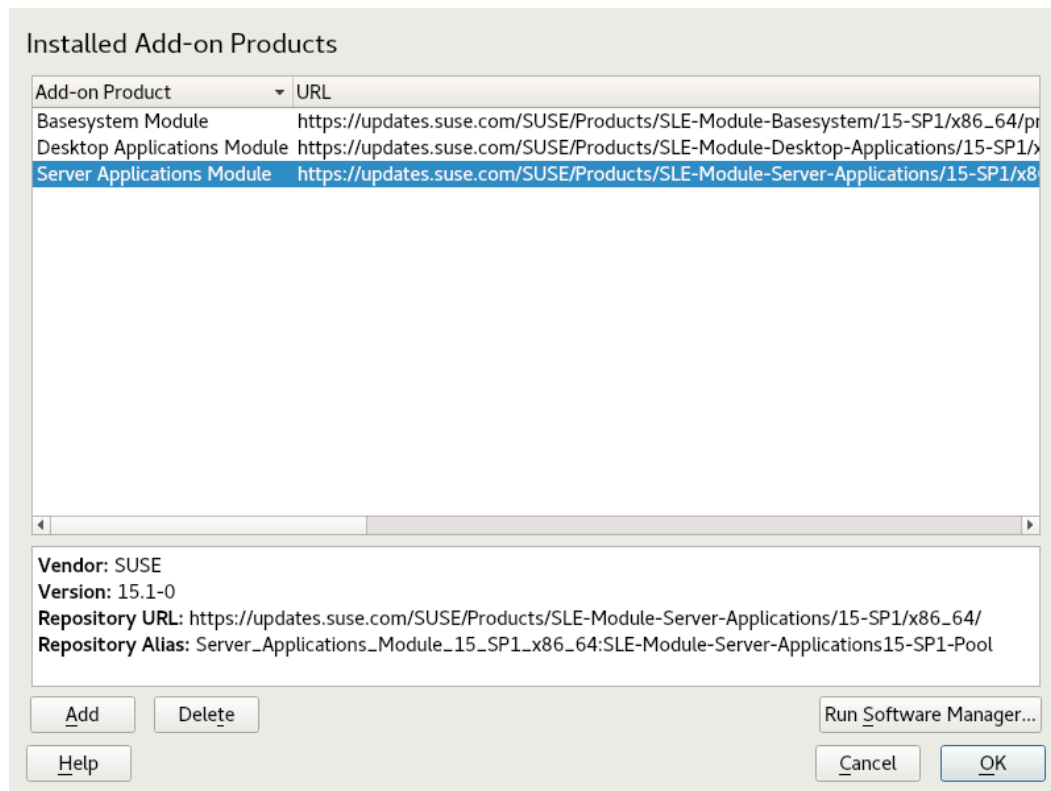 Installed Add-on Products
Add-on Product URL
Basesystem Module https://updates.suse.com/SUSE/Products/SLE-Module-Basesystem/15-SP1/x86_64/pr
Desktop Applications Module https://updates.suse.com/SUSE/Products/SLE-Module-Desktop-Applications/15-SP1/x
Server Applications Module https://updates.suse.com/SUSE/Products/SLE-Module-Server-Applications/15-SP1/x8
Vendor: SUSE
Version: 15.1-0
Repository URL: https://updates.suse.com/SUSE/Products/SLE-Module-Server-Applications/15-SP1/x86_64/
Repository Alias: Server_Applications_Module_15_SP1_x86_64:SLE-Module-Server-Applications15-SP1-Pool
Add Delete Run Software Manager...
Help Cancel OK